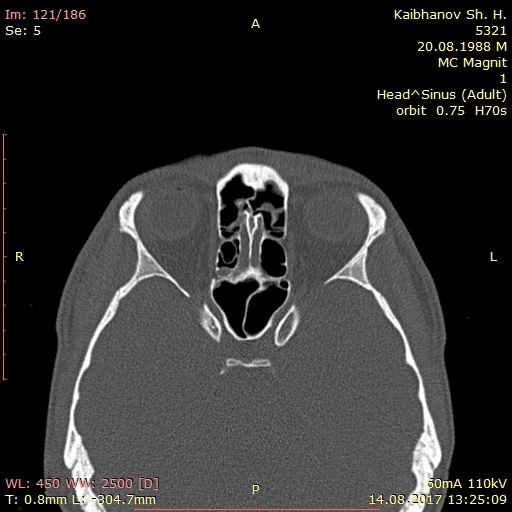 Im: 121/186
Se: 5
A
Kaibhanov Sh. H.
5321
20.08.1988 M
MC Magnit
1
Head^Sinus (Adult)
orbit 0.75 H70s
R
L
WL: 450 WW: 2500 [D]
T: 0.8mm L: -304.7mm
P
60mA 110kV
14.08.2017 13:25:09